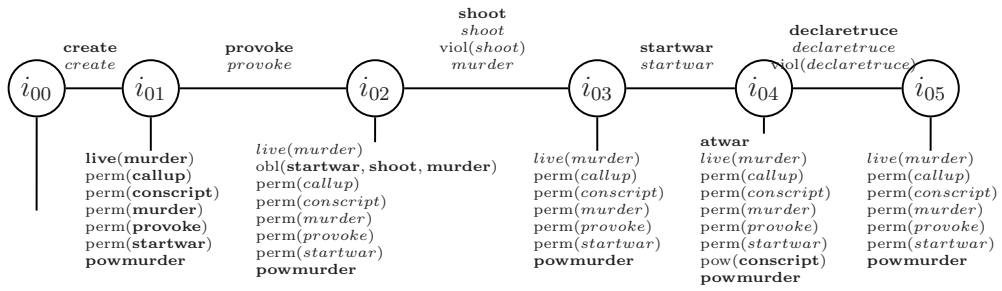 create
create
provoke
provoke
shoot
shoot
viol(shoot)
murder
startwar
startwar
declaretruce
declaretruce
viol(declaretruce)
i00
i01
i02
i03
i04
i05
live(murder)
perm(callup)
perm(conscript)
perm(murder)
perm(provoke)
perm(startwar)
powmurder
live(murder)
obl(startwar, shoot, murder)
perm(callup)
perm(conscript)
perm(murder)
perm(provoke)
perm(startwar)
powmurder
live(murder)
perm(callup)
perm(conscript)
perm(murder)
perm(provoke)
perm(startwar)
powmurder
atwar
live(murder)
perm(callup)
perm(conscript)
perm(murder)
perm(provoke)
perm(startwar)
pow(conscript)
powmurder
live(murder)
perm(callup)
perm(conscript)
perm(murder)
perm(provoke)
perm(startwar)
powmurder